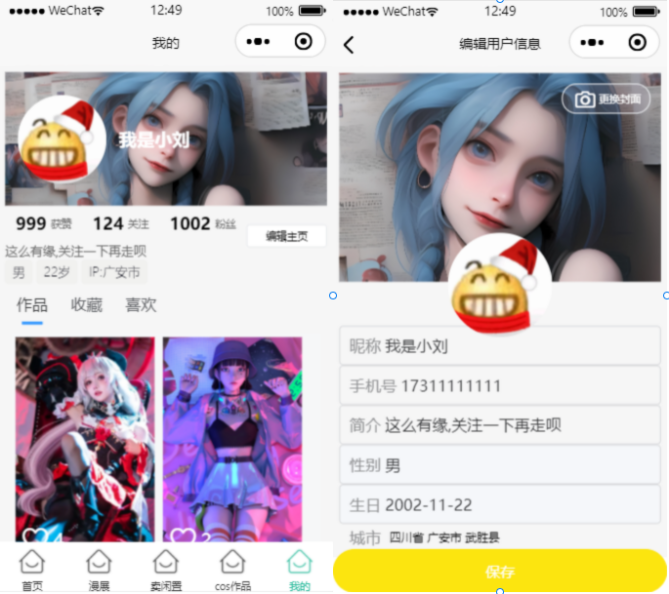 WeChat 12:49 100%
我的
我是小刘
999 获赞 124 关注 1002 粉丝
编辑主页
这么有缘,关注一下再走呗
男 22岁 IP:广安市
作品 收藏 喜欢
4 2
首页 漫展 卖闲置 cos作品 我的
WeChat 12:49 100%
编辑用户信息
更换封面
昵称 我是小刘
手机号 17311111111
简介 这么有缘,关注一下再走呗
性别 男
生日 2002-11-22
城市 四川省 广安市 武胜县
保存